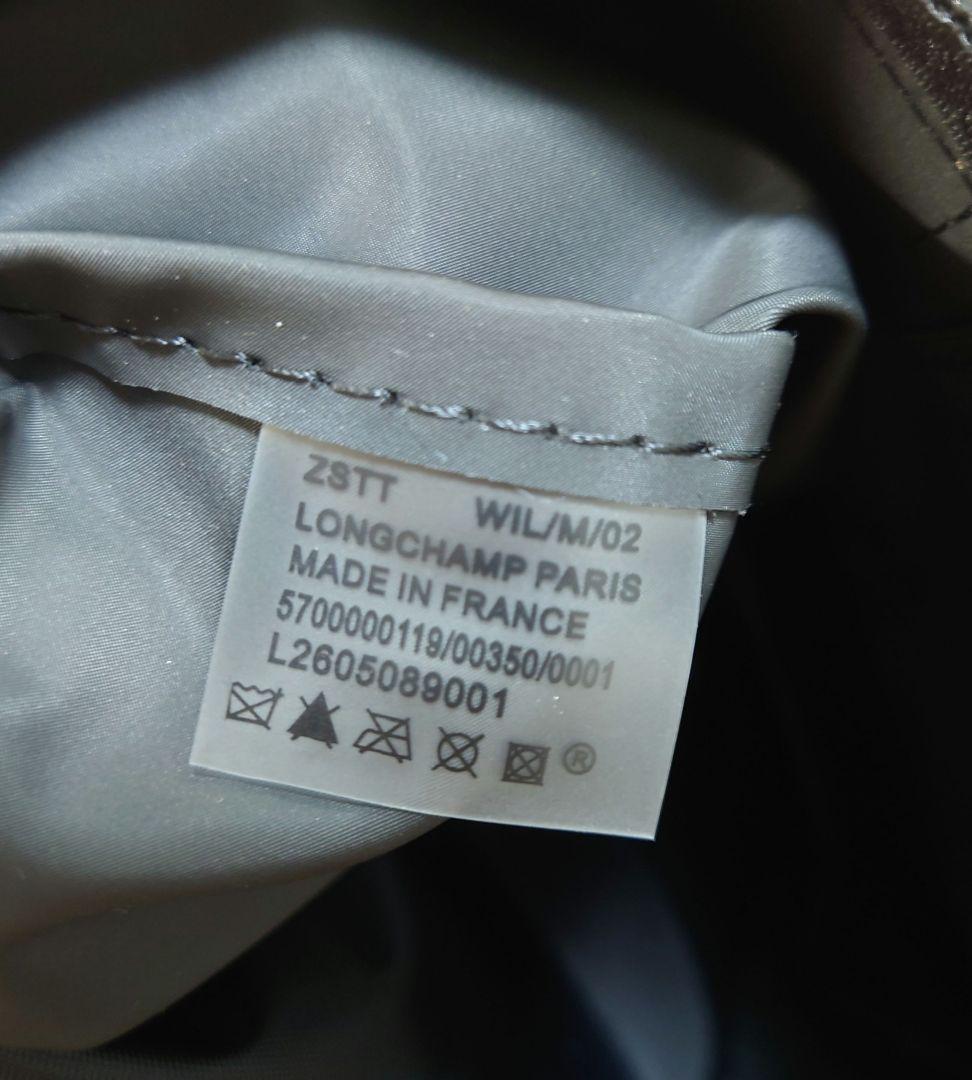 ZSTT WIL/M/02
LONGCHAMP PARIS
MADE IN FRANCE
5700000119/00350/0001
L2605089001
®